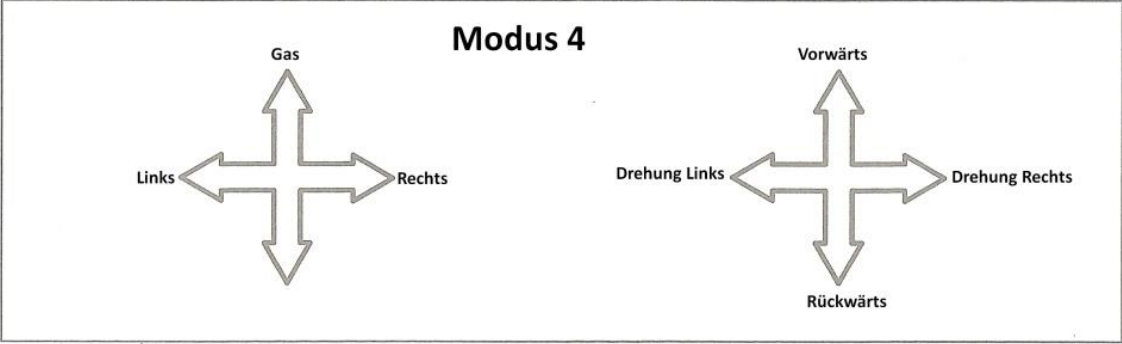 Modus 4
Gas
Vorwärts
Links
Rechts
Drehung Links
Drehung Rechts
Rückwärts